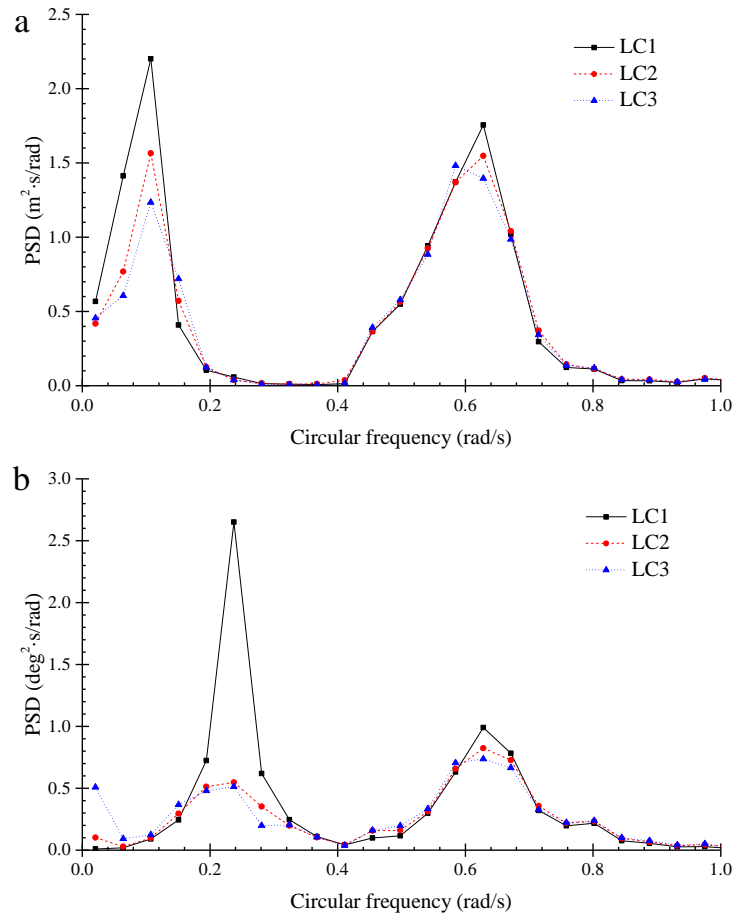 a
2.5
2.0
1.5
1.0
0.5
0.0
PSD (m²·s/rad)
LC1
LC2
LC3
0.0 0.2 0.4 0.6 0.8 1.0
Circular frequency (rad/s)
b
3.0
2.5
2.0
1.5
1.0
0.5
0.0
PSD (deg²·s/rad)
LC1
LC2
LC3
0.0 0.2 0.4 0.6 0.8 1.0
Circular frequency (rad/s)